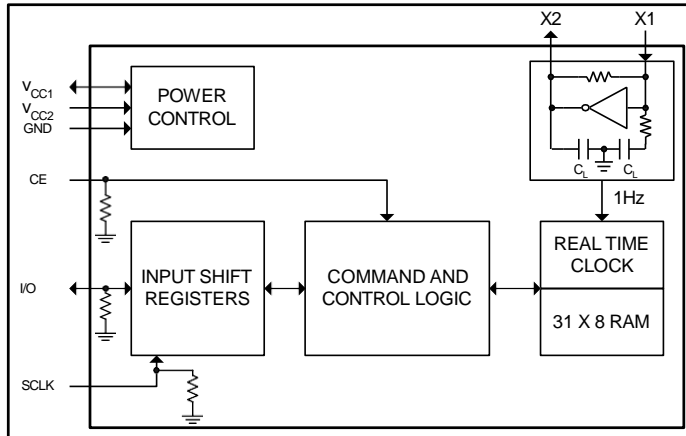 X2 X1
VCC1
VCC2
GND
POWER
CONTROL
CL CL
CE
1Hz
INPUT SHIFT
REGISTERS
COMMAND AND
CONTROL LOGIC
REAL TIME
CLOCK
31 X 8 RAM
I/O
SCLK